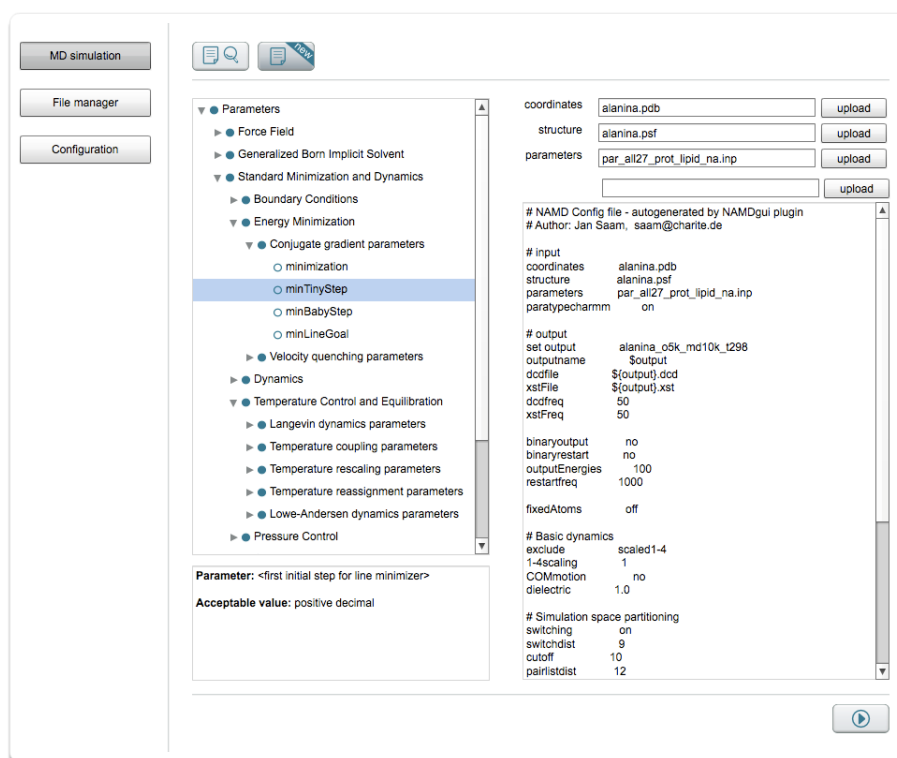 MD simulation
File manager
Configuration
new
Parameters
Force Field
Generalized Born Implicit Solvent
Standard Minimization and Dynamics
Boundary Conditions
Energy Minimization
Conjugate gradient parameters
minimization
minTinyStep
minBabyStep
minLineGoal
Velocity quenching parameters
Dynamics
Temperature Control and Equilibration
Langevin dynamics parameters
Temperature coupling parameters
Temperature rescaling parameters
Temperature reassignment parameters
Lowe-Andersen dynamics parameters
Pressure Control
Parameter: <first initial step for line minimizer>
Acceptable value: positive decimal
coordinates alanina.pdb upload
structure alanina.psf upload
parameters par_all27_prot_lipid_na.inp upload
upload
# NAMD Config file - autogenerated by NAMDgui plugin
# Author: Jan Saam, saam@charite.de
# input
coordinates alanina.pdb
structure alanina.psf
parameters par_all27_prot_lipid_na.inp
paratypecharmm on
# output
set output alanina_o5k_md10k_t298
outputname $output
dcdfile ${output}.dcd
xstFile ${output}.xst
dcdfreq 50
xstFreq 50
binaryoutput no
binaryrestart no
outputEnergies 100
restartfreq 1000
fixedAtoms off
# Basic dynamics
exclude scaled1-4
1-4scaling 1
COMmotion no
dielectric 1.0
# Simulation space partitioning
switching on
switchdist 9
cutoff 10
pairlistdist 12